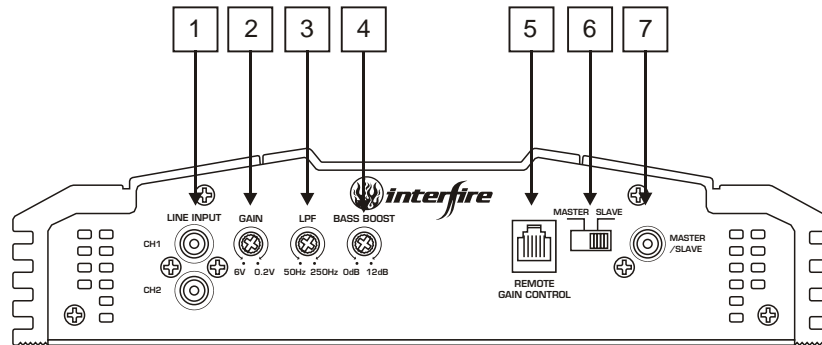 1 2 3 4 5 6 7
interfire
MASTER SLAVE
LINE INPUT GAIN LPF BASS BOOST
CH1
MASTER
/SLAVE
6V 0.2V 50Hz 250Hz 0dB 12dB
REMOTE
GAIN CONTROL
CH2